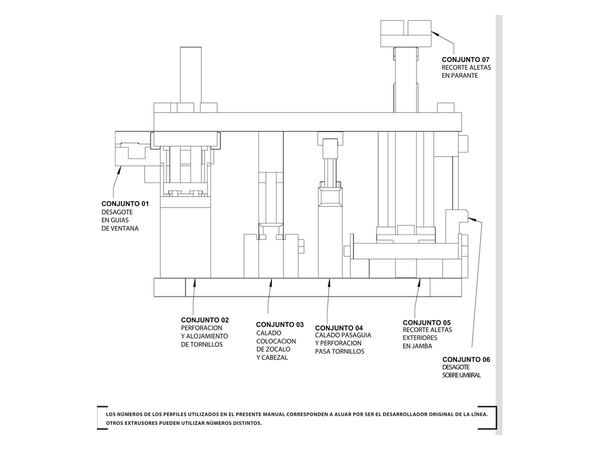 CONJUNTO 07
RECORTE ALETAS
EN PARANTE
CONJUNTO 01
DESAGOTE
EN GUIAS
DE VENTANA
CONJUNTO 02
PERFORACION
Y ALOJAMIENTO
DE TORNILLOS
CONJUNTO 03
CALADO
COLOCACION
DE ZOCALO
Y CABEZAL
CONJUNTO 04
CALADO PASAGUIA
Y PERFORACION
PASA TORNILLOS
CONJUNTO 05
RECORTE ALETAS
EXTERIORES
EN JAMBA
CONJUNTO 06
DESAGOTE
SOBRE UMBRAL
LOS NÚMEROS DE LOS PERFILES UTILIZADOS EN EL PRESENTE MANUAL CORRESPONDEN A ALUAR POR SER EL DESARROLLADOR ORIGINAL DE LA LÍNEA.
OTROS EXTRUSORES PUEDEN UTILIZAR NÚMEROS DISTINTOS.